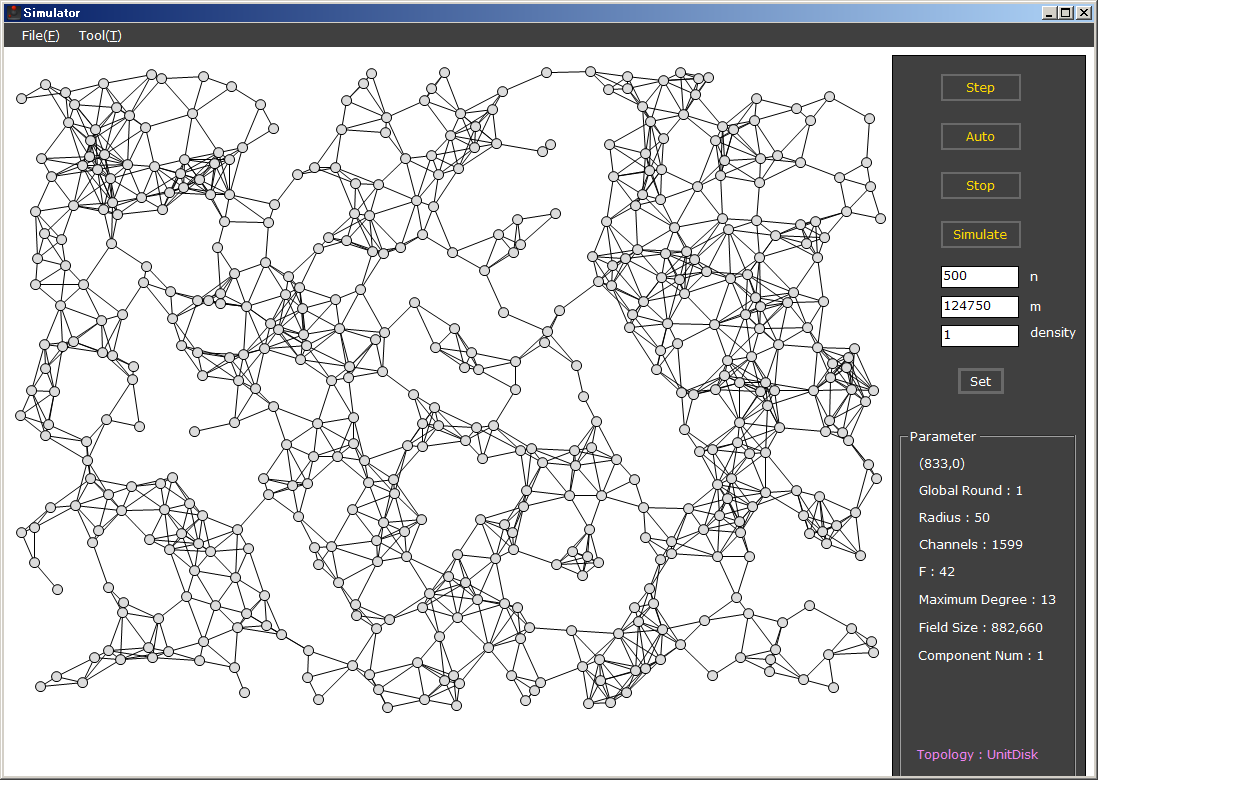 Simulator
File(F) Tool(T)
Step
Auto
Stop
Simulate
500 n
124750 m
1 density
Set
Parameter
(833,0)
Global Round : 1
Radius : 50
Channels : 1599
F : 42
Maximum Degree : 13
Field Size : 882,660
Component Num : 1
Topology : UnitDisk